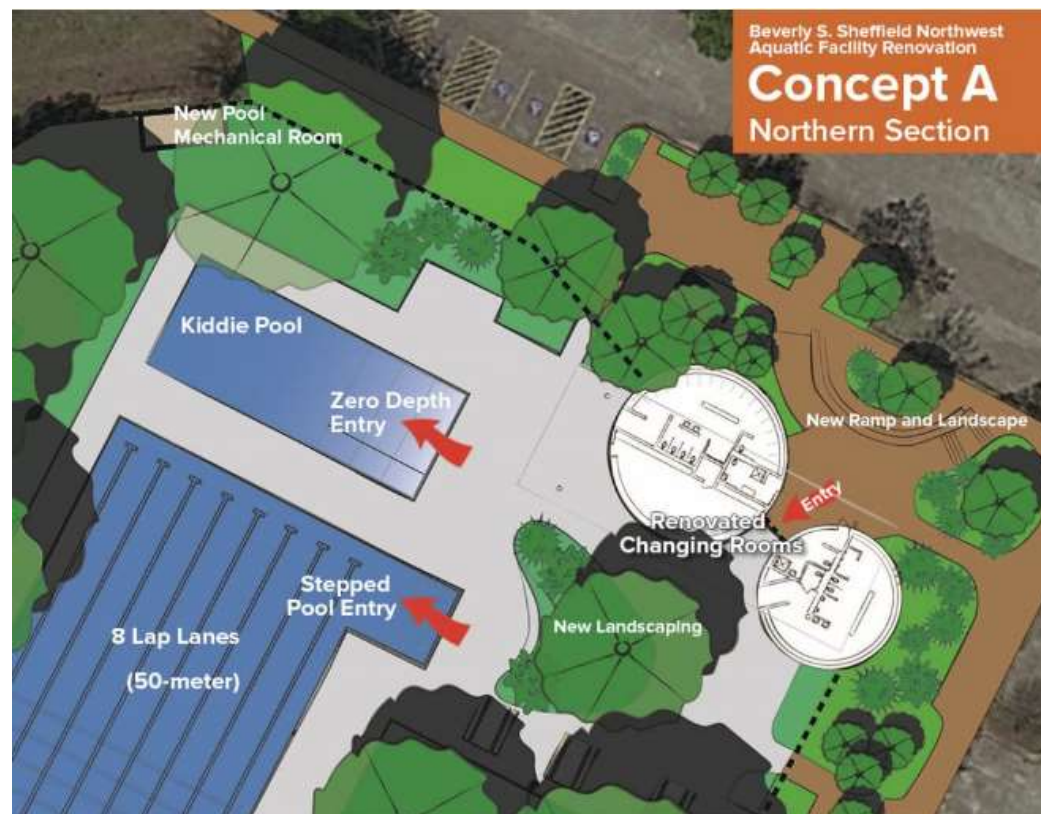 Beverly S. Sheffield Northwest
Aquatic Facility Renovation
Concept A
Northern Section
New Pool
Mechanical Room
Kiddie Pool
Zero Depth
Entry
New Ramp and Landscape
Entry
Renovated
Changing Rooms
Stepped
Pool Entry
New Landscaping
8 Lap Lanes
(50-meter)